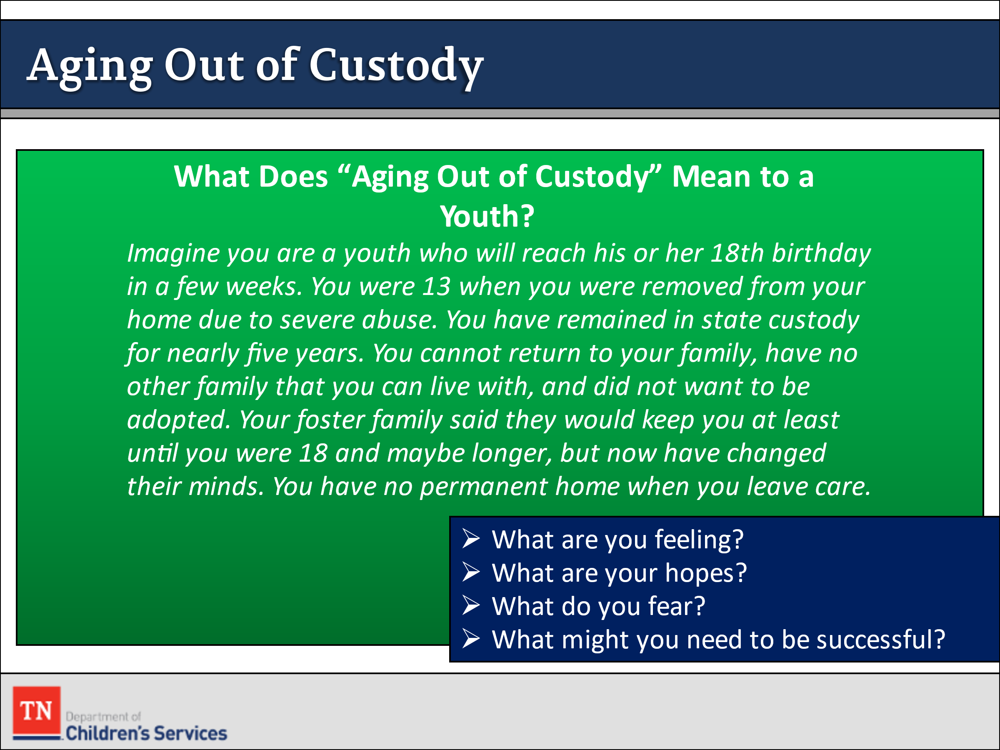 Aging Out of Custody
What Does “Aging Out of Custody” Mean to a
Youth?
Imagine you are a youth who will reach his or her 18th birthday
in a few weeks. You were 13 when you were removed from your
home due to severe abuse. You have remained in state custody
for nearly five years. You cannot return to your family, have no
other family that you can live with, and did not want to be
adopted. Your foster family said they would keep you at least
until you were 18 and maybe longer, but now have changed
their minds. You have no permanent home when you leave care.
➢ What are you feeling?
➢ What are your hopes?
➢ What do you fear?
➢ What might you need to be successful?
TN
Department of
Children's Services